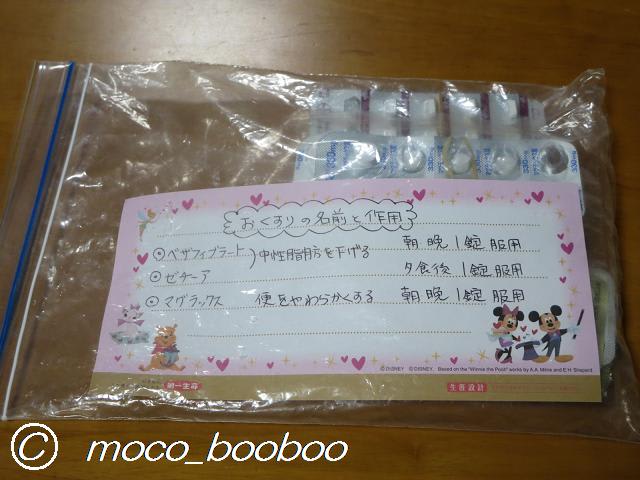 おくすりの名前と作用
ベザフィブラート )中性脂肪を下げる 朝晩1錠服用
ゼチーア 夕食後1錠服用
マグラックス 便をやわらかくする 朝晩1錠服用
©DISNEY ©DISNEY. Based on the "Winnie the Pooh" works by A.A. Milne and E.H. Shepard
第一生命
生涯設計
© moco_booboo